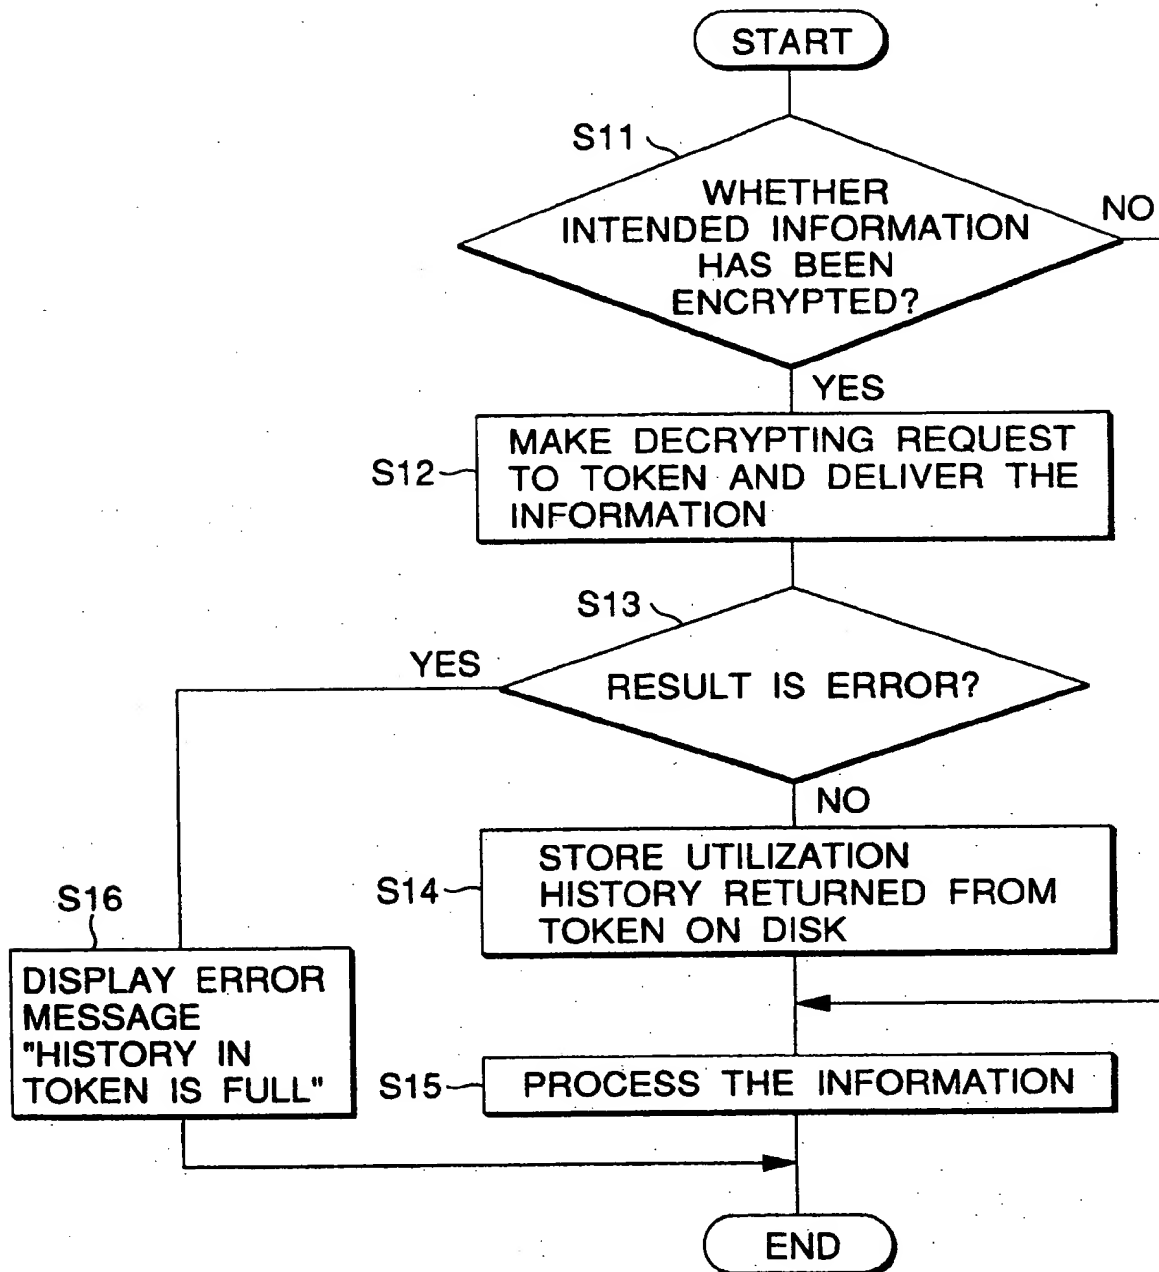 START
S11
WHETHER
INTENDED INFORMATION
HAS BEEN
ENCRYPTED?
NO
YES
S12
MAKE DECRYPTING REQUEST
TO TOKEN AND DELIVER THE
INFORMATION
S13
YES
RESULT IS ERROR?
NO
S14
STORE UTILIZATION
HISTORY RETURNED FROM
TOKEN ON DISK
S16
DISPLAY ERROR
MESSAGE
"HISTORY IN
TOKEN IS FULL"
S15
PROCESS THE INFORMATION
END